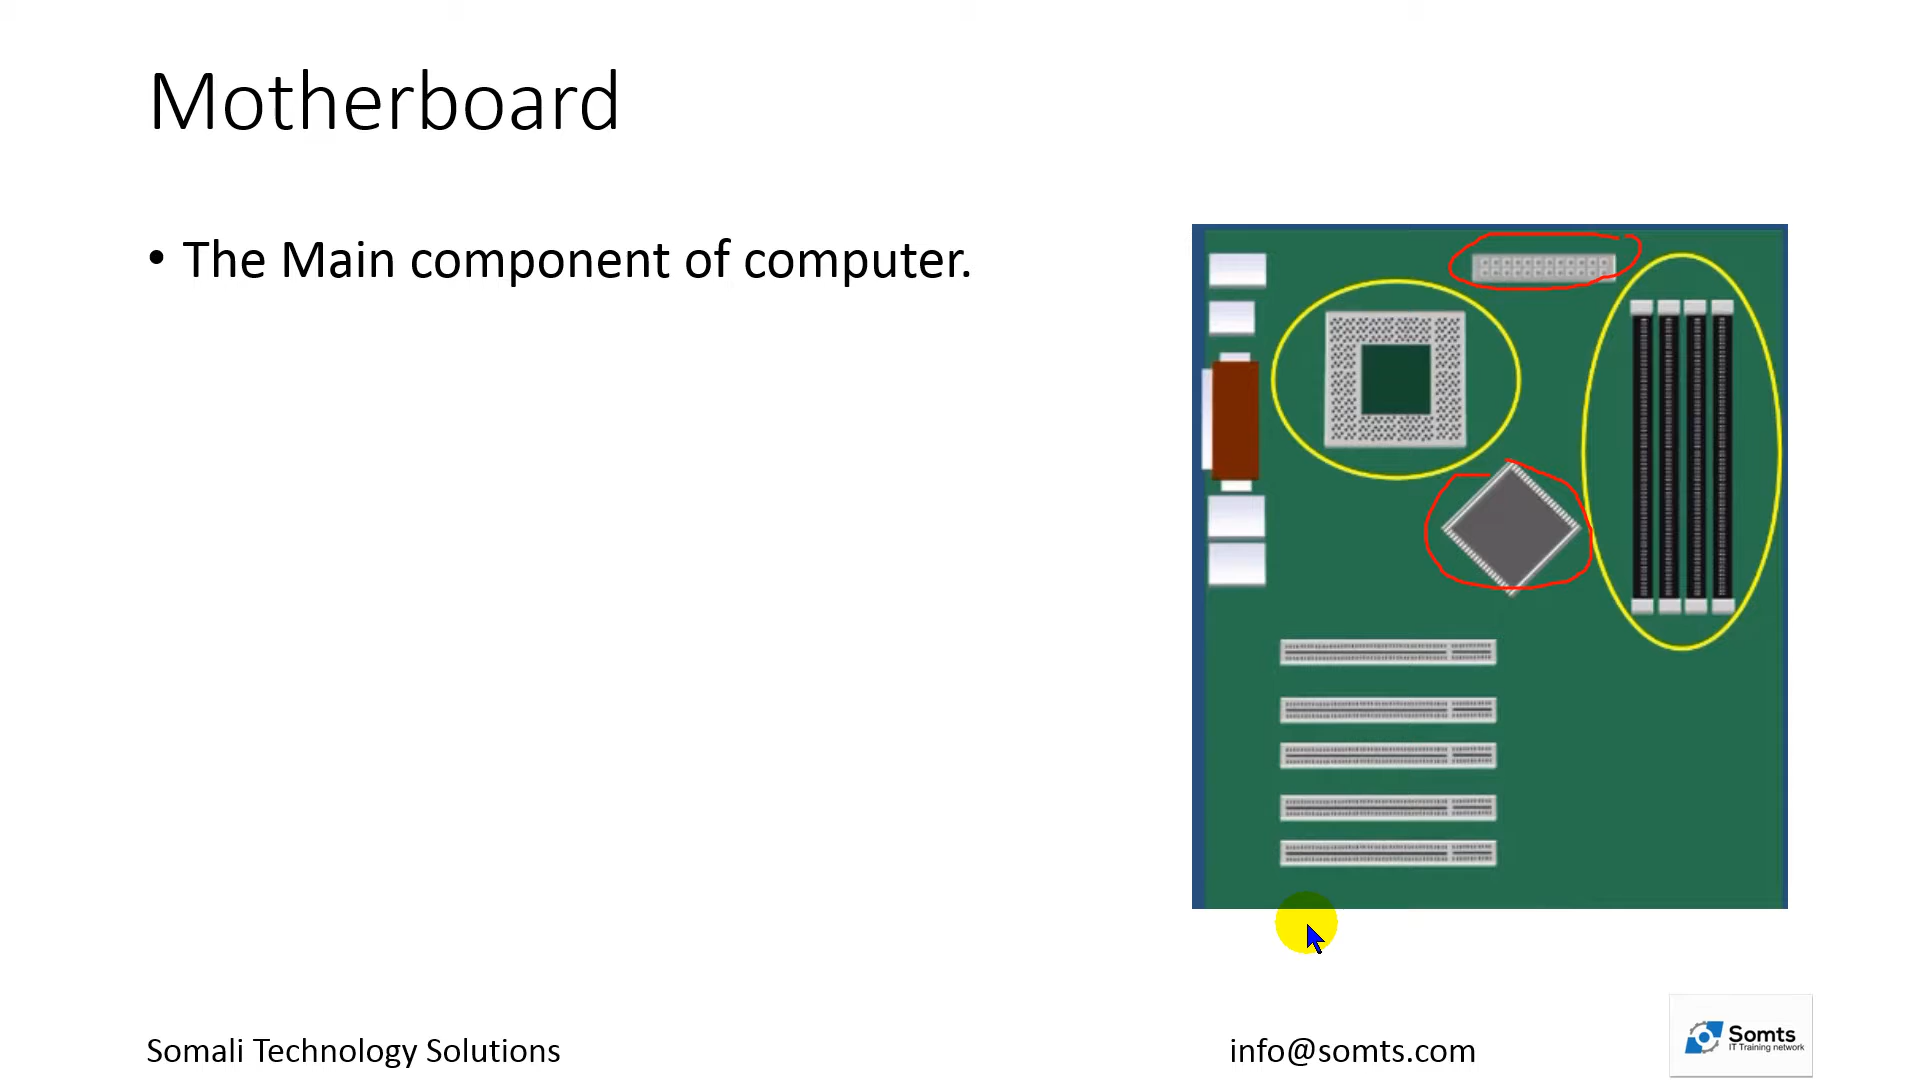 Motherboard
• The Main component of computer.
Somali Technology Solutions
info@somts.com
Somts
IT Training network